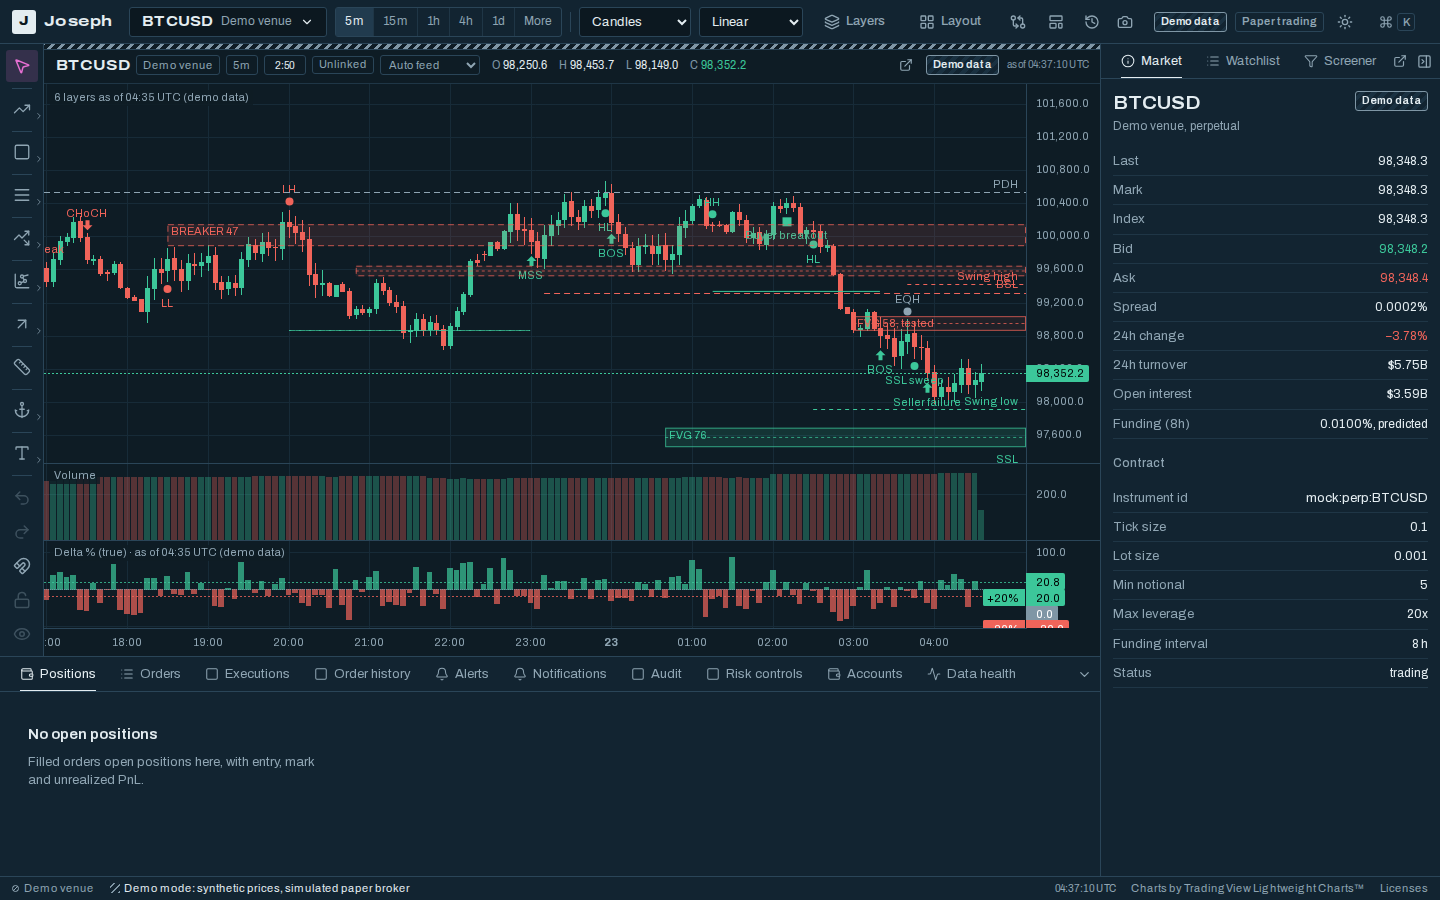 J Joseph BTCUSD Demo venue 5m 15m 1h 4h 1d More Candles Linear Layers Layout Demo data Paper trading ⌘ K
BTCUSD Demo venue 5m 2:50 Unlinked Auto feed O 98,250.6 H 98,453.7 L 98,149.0 C 98,352.2 Demo data as of 04:37:10 UTC
6 layers as of 04:35 UTC (demo data)
101,600.0
101,200.0
100,800.0
PDH
LH
100,400.0
HH
CHoCH
BREAKER 47
HL
100,000.0
BOS
HL
MSS
99,600.0
Swing high
BSL
LL
EQH
99,200.0
FVG 58, tested
98,800.0
BOS
SSL sweep
98,352.2
Seller failure Swing low
98,000.0
FVG 76
97,600.0
SSL
Volume
200.0
Delta % (true) · as of 04:35 UTC (demo data)
100.0
20.8
+20% 20.0
0.0
18:00 19:00 20:00 21:00 22:00 23:00 23 01:00 02:00 03:00 04:00
Positions Orders Executions Order history Alerts Notifications Audit Risk controls Accounts Data health
No open positions
Filled orders open positions here, with entry, mark
and unrealized PnL.
Market Watchlist Screener
BTCUSD Demo data
Demo venue, perpetual
Last 98,348.3
Mark 98,348.3
Index 98,348.3
Bid 98,348.2
Ask 98,348.4
Spread 0.0002%
24h change −3.78%
24h turnover $5.75B
Open interest $3.59B
Funding (8h) 0.0100%, predicted
Contract
Instrument id mock:perp:BTCUSD
Tick size 0.1
Lot size 0.001
Min notional 5
Max leverage 20x
Funding interval 8 h
Status trading
Demo venue Demo mode: synthetic prices, simulated paper broker 04:37:10 UTC Charts by TradingView Lightweight Charts™ Licenses